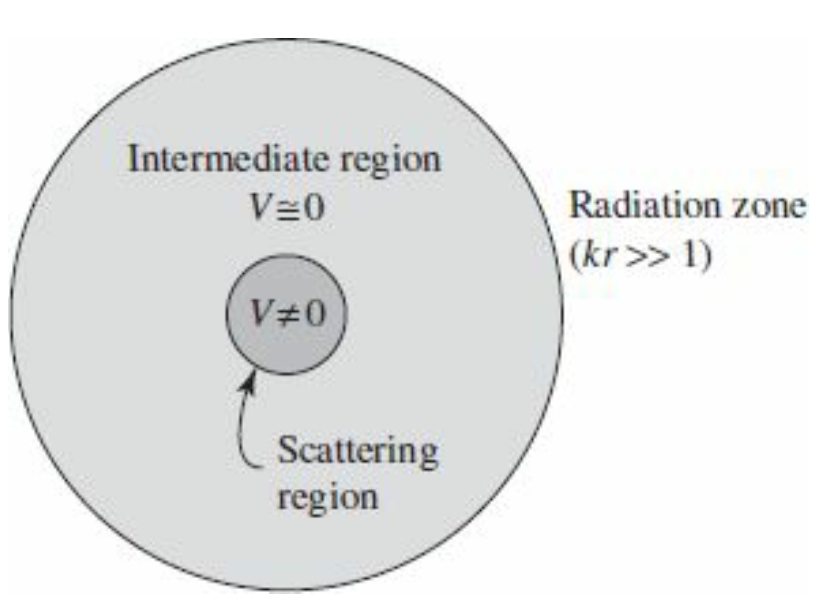 Intermediate region
V≅0
Radiation zone
(kr >> 1)
V≠0
Scattering
region